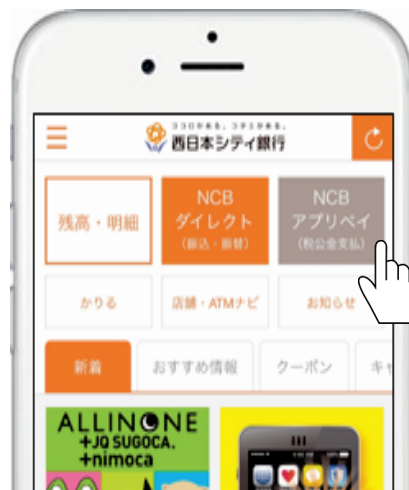 ココロがある。コタエがある。
西日本シティ銀行
残高・明細
NCB
ダイレクト
(振込・振替)
NCB
アプリペイ
(税公金支払)
かりる
店舗・ATMナビ
お知らせ
新着
おすすめ情報
クーポン
キャ
ALLINONE
+JQ SUGOCA.
+nimoca